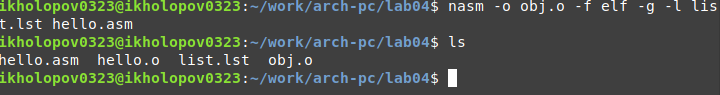 ikholopov0323@ikholopov0323:~/work/arch-pc/lab04$ nasm -o obj.o -f elf -g -l lis
t.lst hello.asm
ikholopov0323@ikholopov0323:~/work/arch-pc/lab04$ ls
hello.asm  hello.o  list.lst  obj.o
ikholopov0323@ikholopov0323:~/work/arch-pc/lab04$